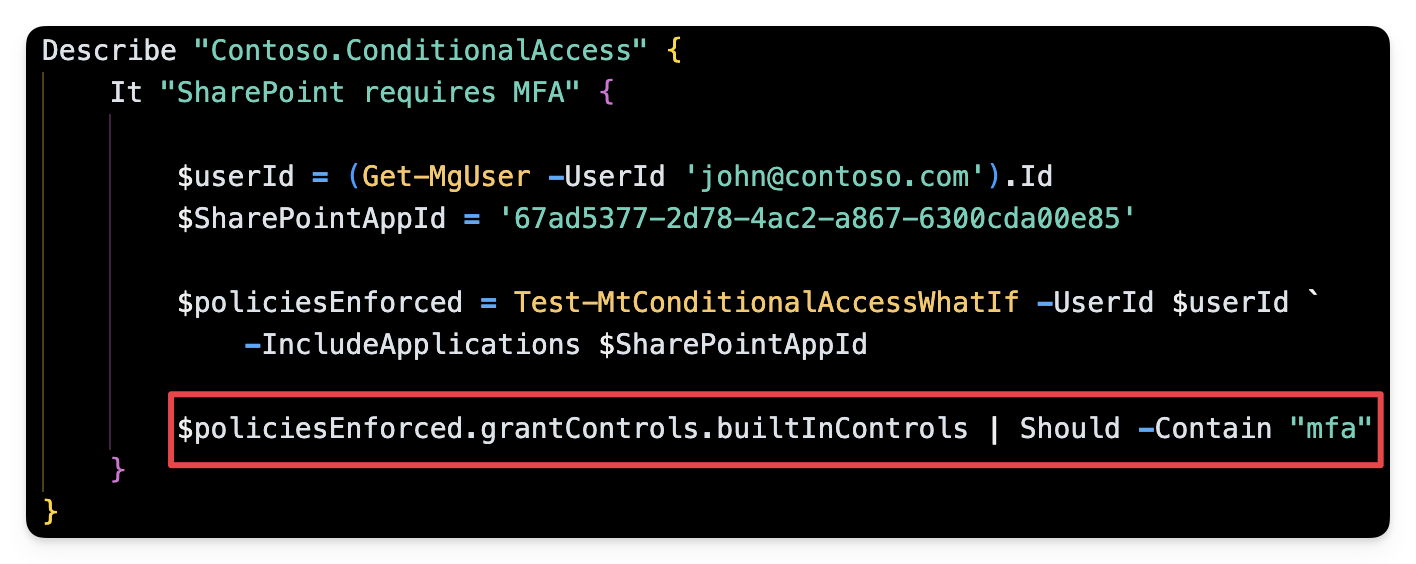 Describe "Contoso.ConditionalAccess" {
It "SharePoint requires MFA" {
$userId = (Get-MgUser -UserId 'john@contoso.com').Id
$SharePointAppId = '67ad5377-2d78-4ac2-a867-6300cda00e85'
$policiesEnforced = Test-MtConditionalAccessWhatIf -UserId $userId `
-IncludeApplications $SharePointAppId
$policiesEnforced.grantControls.builtInControls | Should -Contain "mfa"
}
}